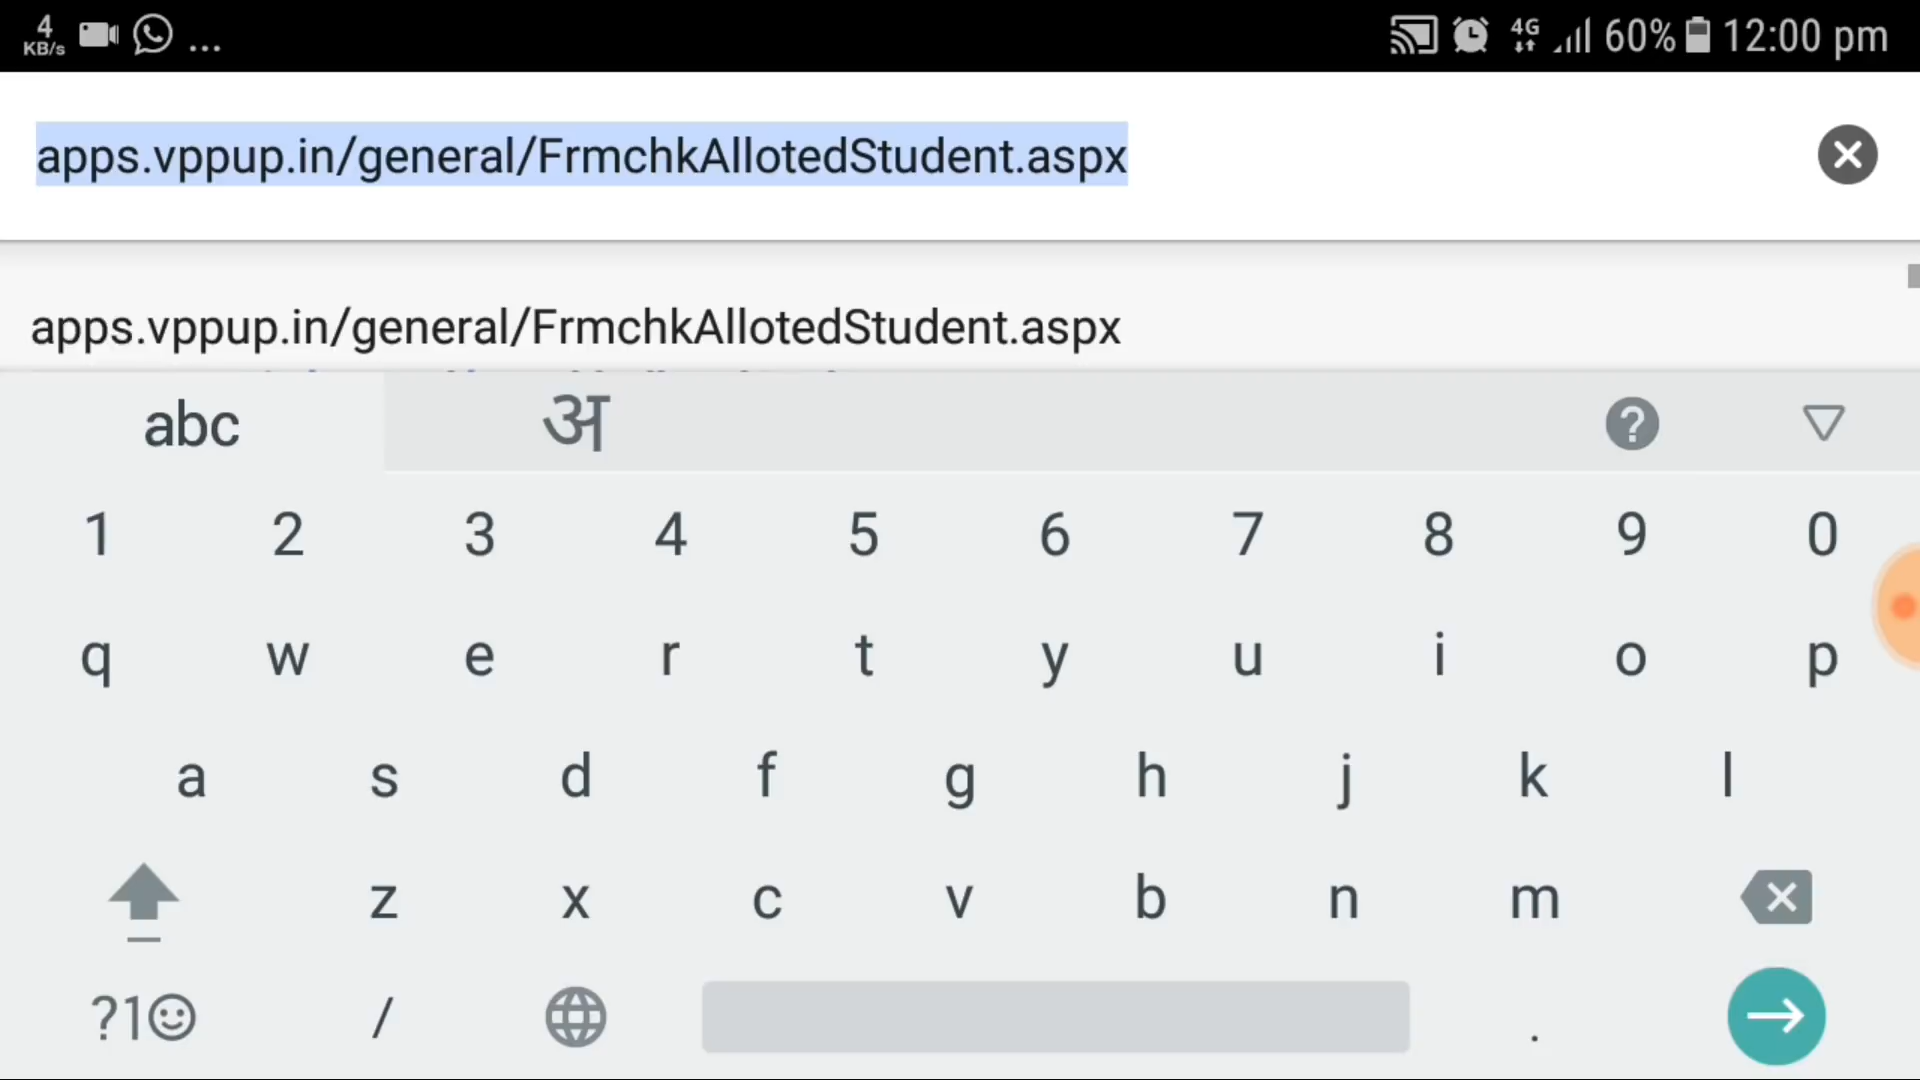 4
KB/s
...
4G
60%
12:00 pm
apps.vppup.in/general/FrmchkAllotedStudent.aspx
apps.vppup.in/general/FrmchkAllotedStudent.aspx
abc अ ?
1 2 3 4 5 6 7 8 9 0
q w e r t y u i o p
a s d f g h j k l
z x c v b n m
?1☺ / .